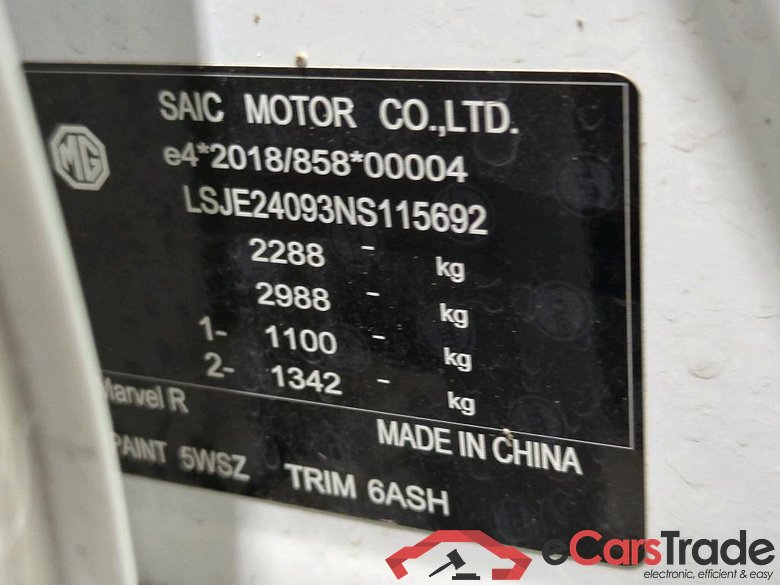 SAIC MOTOR CO.,LTD.
MG
e4*2018/858*00004
LSJE24093NS115692
2288 - kg
2988 - kg
1- 1100 - kg
2- 1342 - kg
Marvel R
MADE IN CHINA
PAINT 5WSZ TRIM 6ASH
eCarsTrade
electronic, efficient & easy